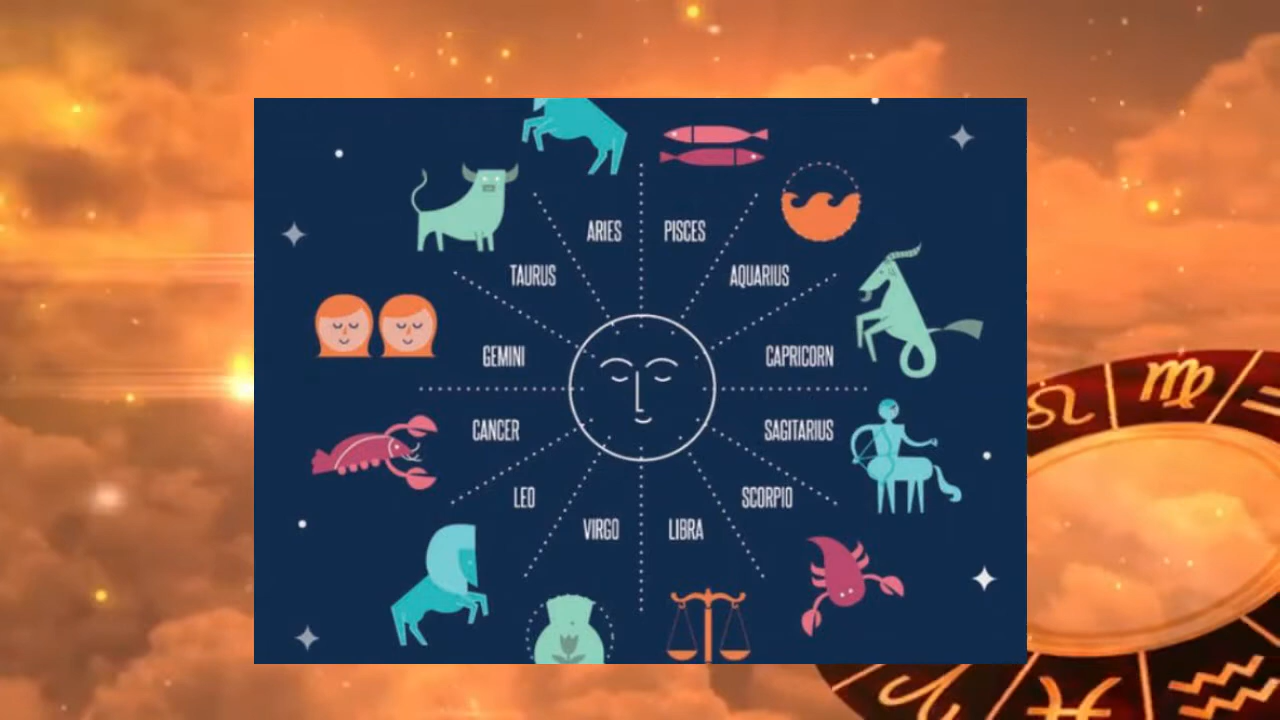 ARIES PISCES
TAURUS AQUARIUS
GEMINI CAPRICORN
CANCER SAGITARIUS
LEO SCORPIO
VIRGO LIBRA